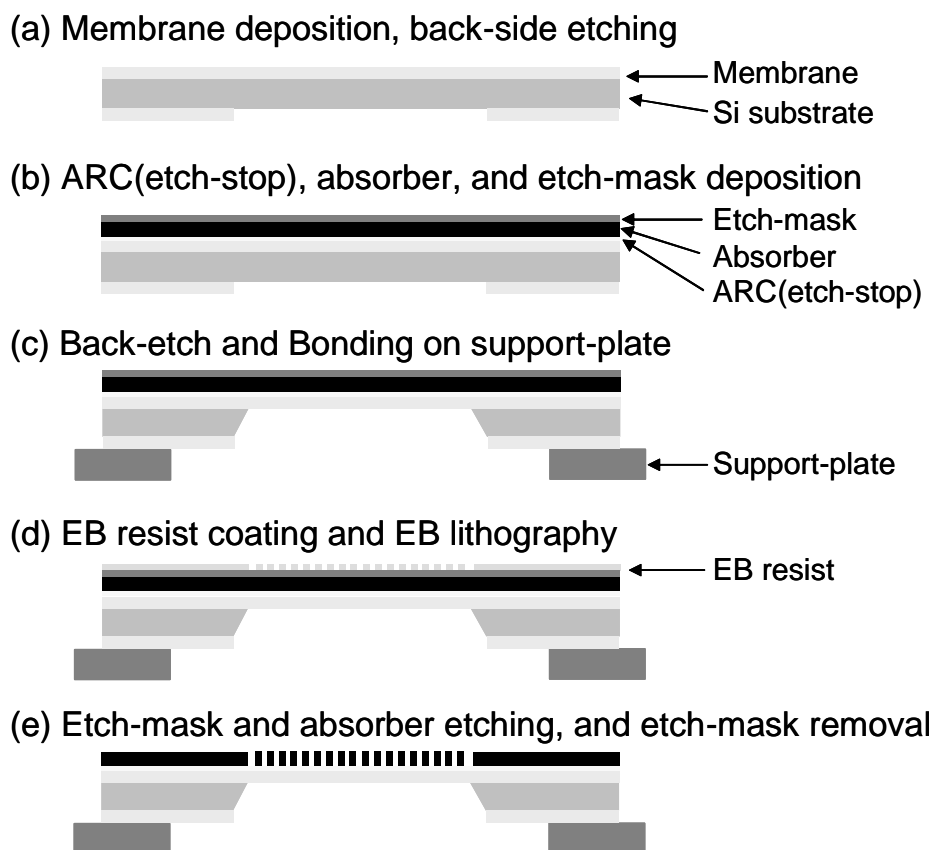 (a) Membrane deposition, back-side etching
Membrane
Si substrate
(b) ARC(etch-stop), absorber, and etch-mask deposition
Etch-mask
Absorber
ARC(etch-stop)
(c) Back-etch and Bonding on support-plate
Support-plate
(d) EB resist coating and EB lithography
EB resist
(e) Etch-mask and absorber etching, and etch-mask removal